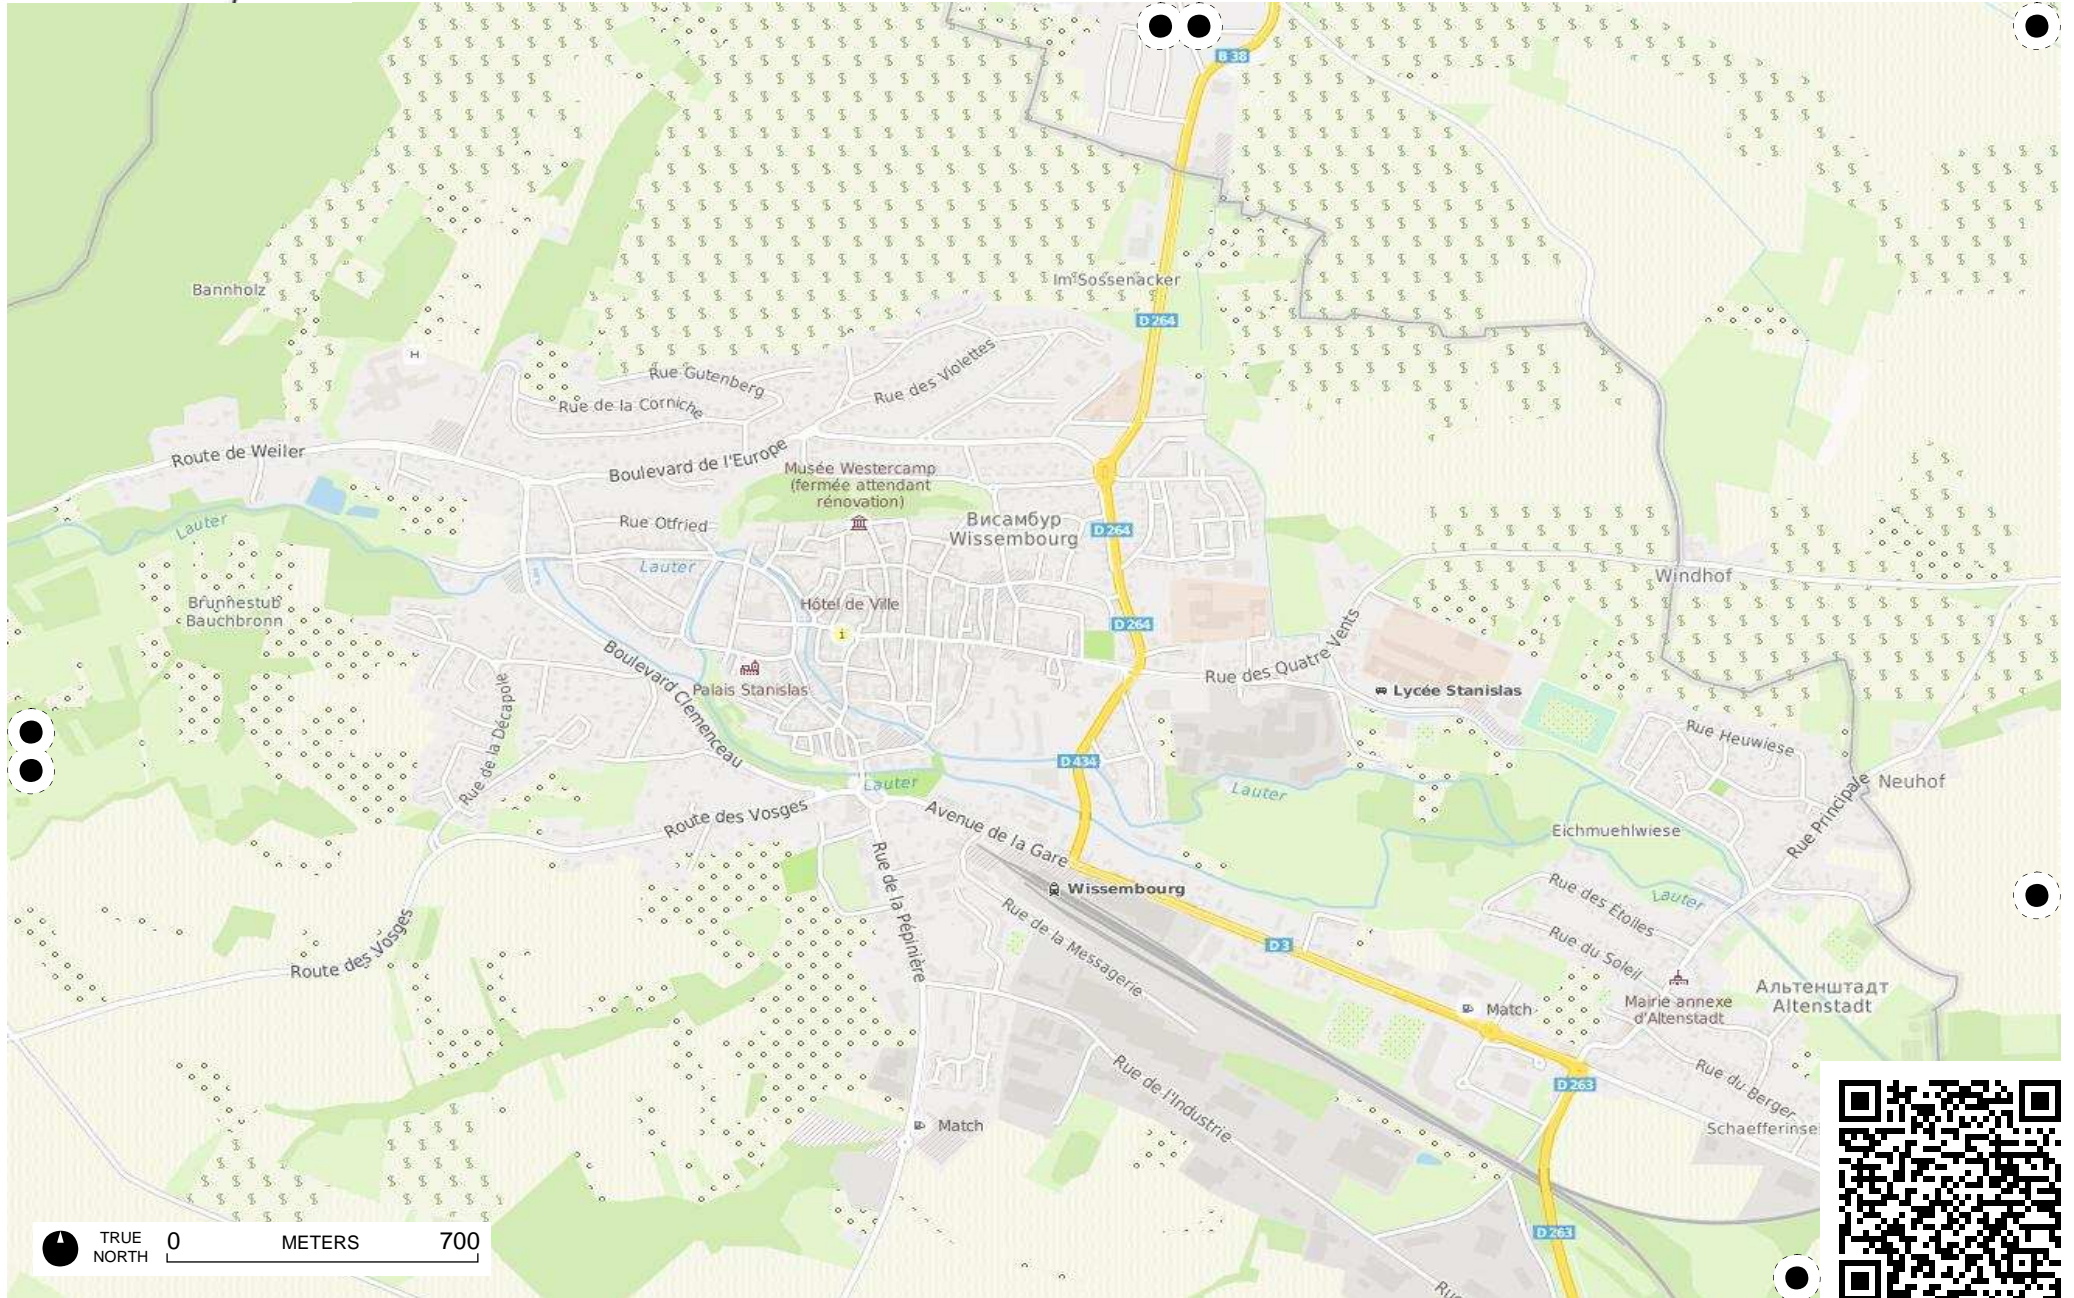 B 38
Bannholz
Im Sossenacker
D 264
H
Rue Gutenberg
Rue des Violettes
Rue de la Corniche
Route de Weiler
Boulevard de l'Europe
Musée Westercamp
(fermée attendant
rénovation)
Rue Otfried
Висамбур
Wissembourg
D 264
Lauter
Lauter
Windhof
Brunnestub
Bauchbronn
Hôtel de Ville
i
D 264
Boulevard Clemenceau
Rue des Quatre Vents
Palais Stanislas
Lycée Stanislas
Rue de la Décapole
Rue Heuwiese
D 434
Lauter
Lauter
Neuhof
Route des Vosges
Avenue de la Gare
Eichmuehlwiese
Rue Principale
Rue de la Pépinière
Wissembourg
Rue des Étoiles
Lauter
Rue de la Messagerie
Route des Vosges
D 3
Rue du Soleil
Альтенштадт
Altenstadt
Mairie annexe
d'Altenstadt
Match
Rue de l'Industrie
D 263
Rue du Berger
Match
Schaefferinse
D 263
TRUE
NORTH
0 METERS 700